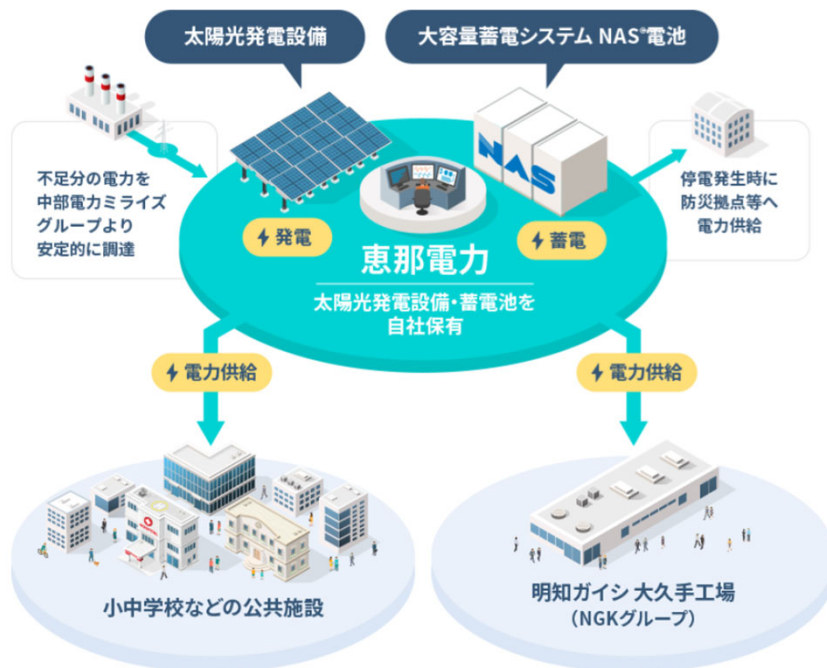 太陽光発電設備
大容量蓄電システム NAS®電池
不足分の電力を
中部電力ミライズ
グループより
安定的に調達
NAS
停電発生時に
防災拠点等へ
電力供給
発電
蓄電
恵那電力
太陽光発電設備・蓄電池を
自社保有
電力供給
電力供給
小中学校などの公共施設
明知ガイシ 大久手工場
(NGKグループ)